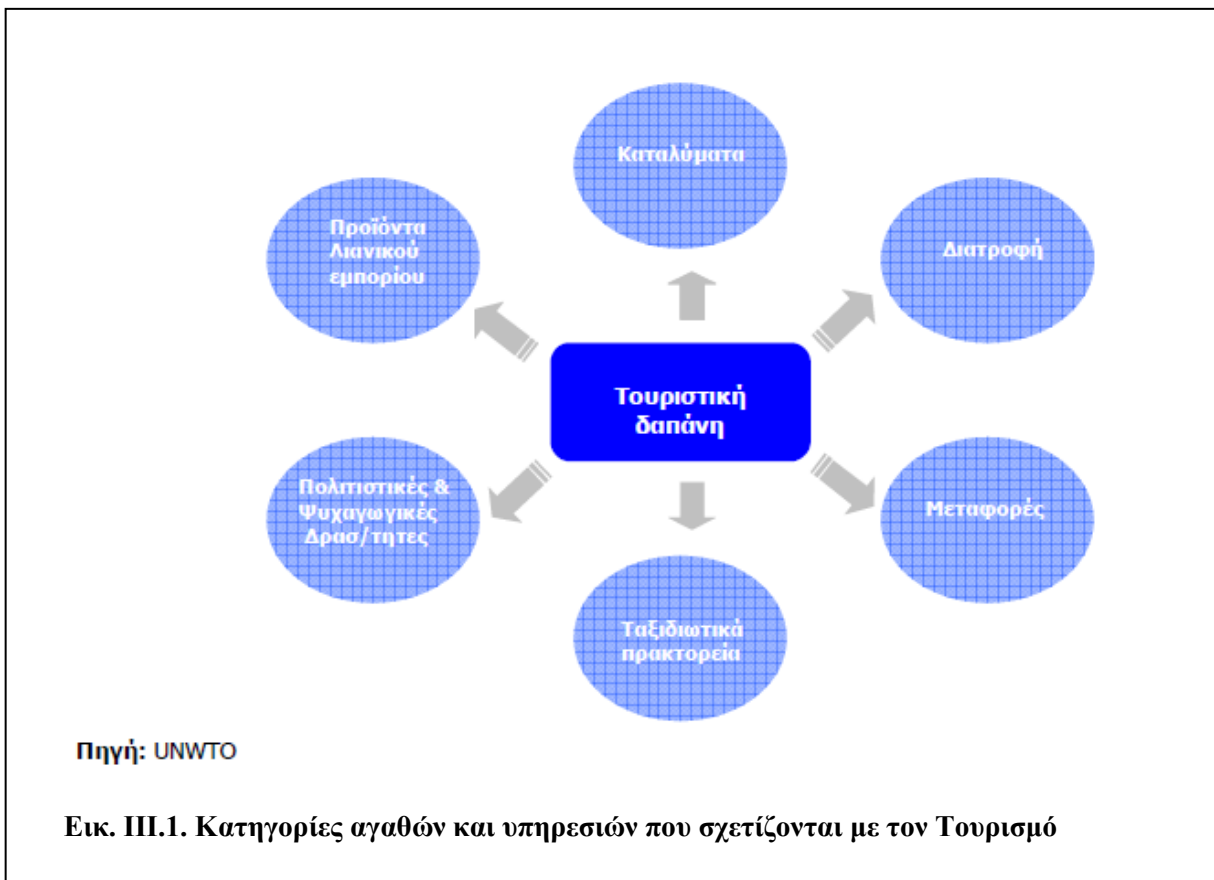 Καταλύματα
Προϊόντα
Λιανικού
εμπορίου
Διατροφή
Τουριστική
δαπάνη
Πολιτιστικές &
Ψυχαγωγικές
Δρασ/τητες
Μεταφορές
Ταξιδιωτικά
πρακτορεία
Πηγή: UNWTO
Εικ. ΙΙΙ.1. Κατηγορίες αγαθών και υπηρεσιών που σχετίζονται με τον Τουρισμό